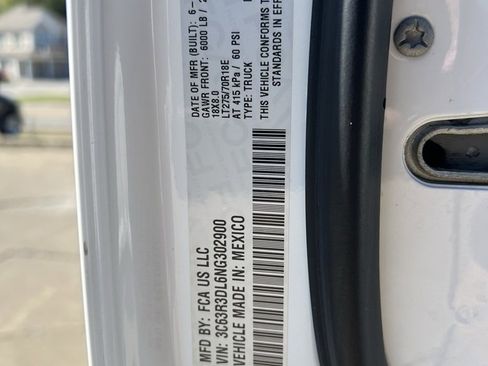 MFD BY: FCA US LLC
DATE OF MFR (BUILT): 6-
GAWR FRONT: 6000 LB / 2
18X8.0
LT275/70R18E
AT 415 kPa / 60 PSI
TYPE: TRUCK
THIS VEHICLE CONFORMS T
STANDARDS IN EFF
VIN: 3C63R3DL6NG302900
VEHICLE MADE IN: MEXICO